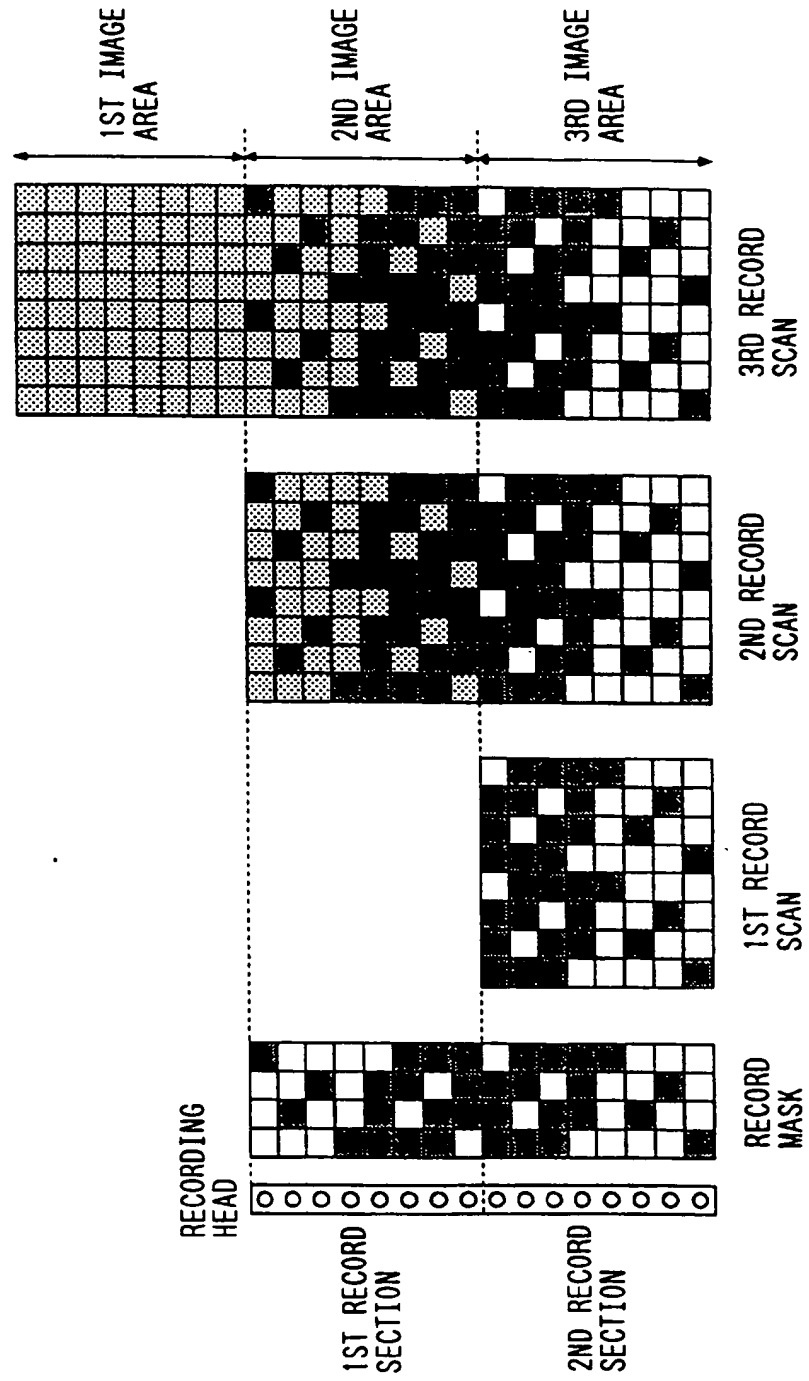 RECORDING
HEAD
1ST RECORD
SECTION
2ND RECORD
SECTION
RECORD
MASK
1ST RECORD
SCAN
2ND RECORD
SCAN
3RD RECORD
SCAN
1ST IMAGE
AREA
2ND IMAGE
AREA
3RD IMAGE
AREA